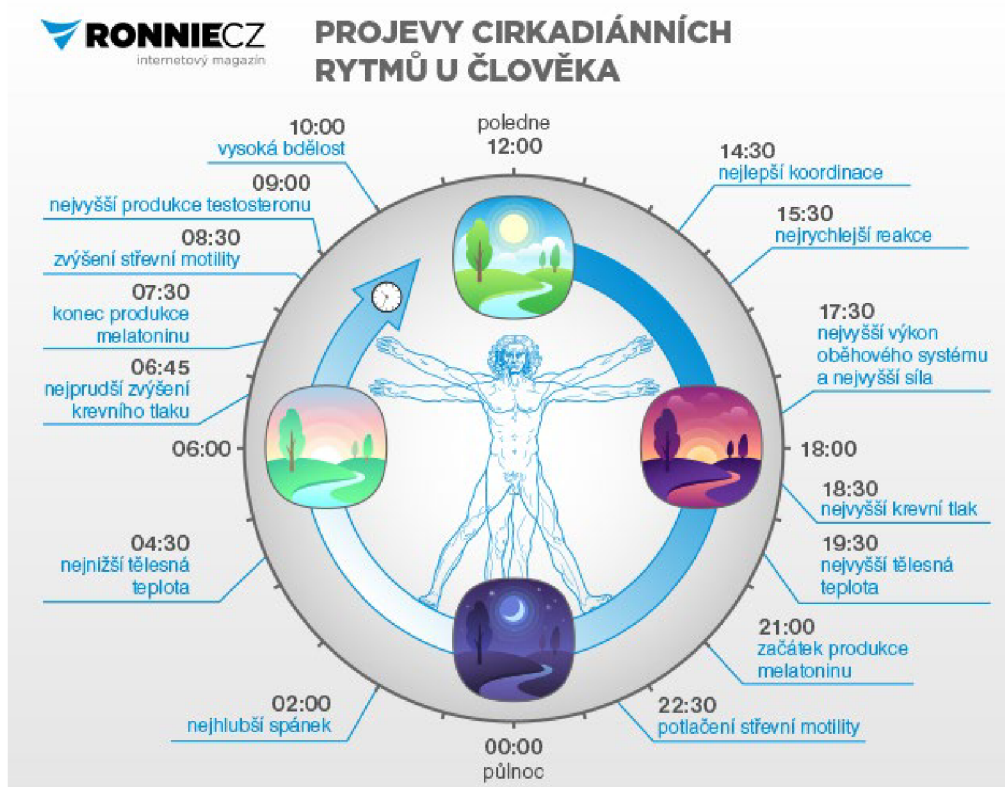 RONNIECZ
internetový magazín
PROJEVY CIRKADIÁNNÍCH
RYTMŮ U ČLOVĚKA
poledne
12:00
14:30
nejlepší koordinace
15:30
nejrychlejší reakce
17:30
nejvyšší výkon
oběhového systému
a nejvyšší síla
18:00
18:30
nejvyšší krevní tlak
19:30
nejvyšší tělesná
teplota
21:00
začátek produkce
melatoninu
22:30
potlačení střevní motility
00:00
půlnoc
02:00
nejhlubší spánek
04:30
nejnižší tělesná
teplota
06:00
06:45
nejprudší zvýšení
krevního tlaku
07:30
konec produkce
melatoninu
08:30
zvýšení střevní motility
09:00
nejvyšší produkce testosteronu
10:00
vysoká bdělost